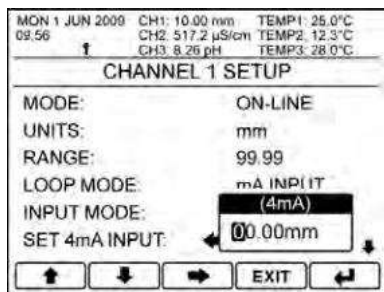 MON 1 JUN 2009 CH1: 10.00 mm TEMP1: 25.0°C
09:56 CH2: 517.2 µS/cm TEMP2: 12.3°C
CH3: 8.26 pH TEMP3: 28.0°C
CHANNEL 1 SETUP
MODE: ON-LINE
UNITS: mm
RANGE: 99.99
LOOP MODE: mA INPUT
INPUT MODE: (4mA)
SET 4mA INPUT: 00.00mm
EXIT